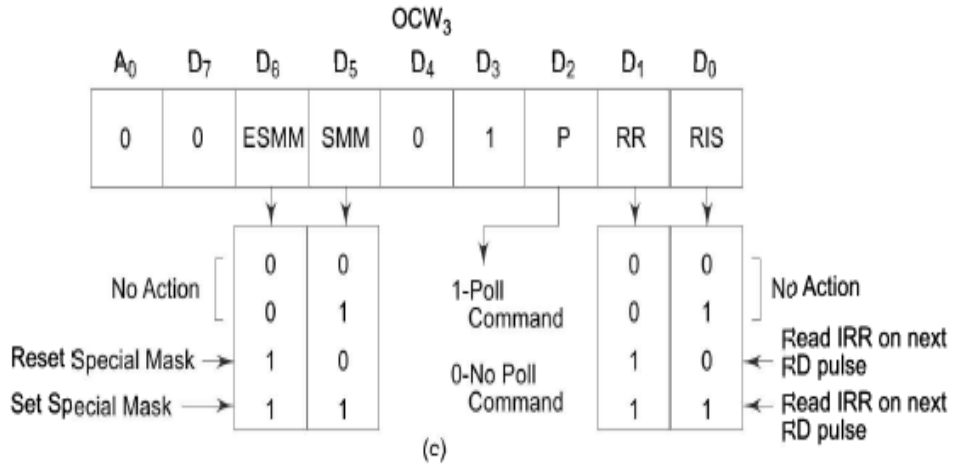 OCW3
A0 D7 D6 D5 D4 D3 D2 D1 D0
0 0 ESMM SMM 0 1 P RR RIS
No Action
Reset Special Mask
Set Special Mask
0 0
0 1
1 0
1 1
1-Poll
Command
0-No Poll
Command
0 0
0 1
1 0
1 1
No Action
Read IRR on next
RD pulse
Read IRR on next
RD pulse
(c)